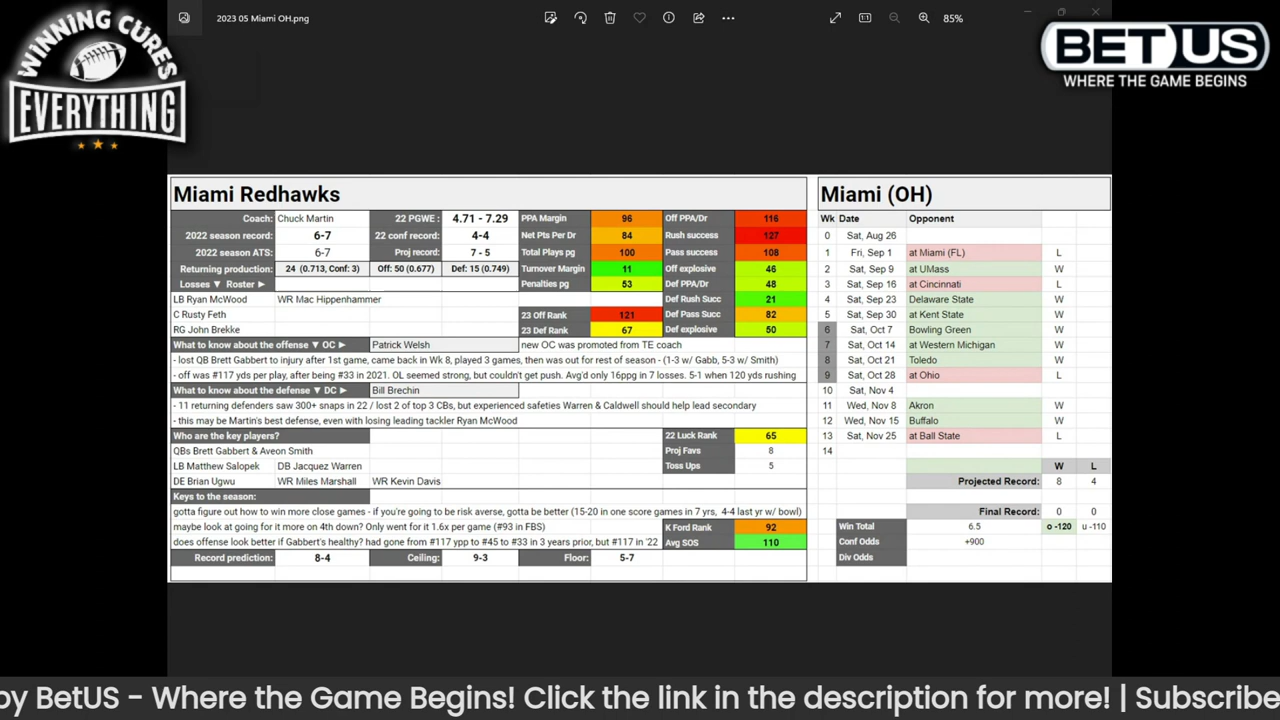 2023 05 Miami OH.png
85%
WINNING CURES
EVERYTHING
BETUS
WHERE THE GAME BEGINS
Miami Redhawks
Coach: Chuck Martin 22 PGWE : 4.71 - 7.29 PPA Margin 96 Off PPA/Dr 116
2022 season record: 6-7 22 conf record: 4-4 Net Pts Per Dr 84 Rush success 127
2022 season ATS: 6-7 Proj record: 7 - 5 Total Plays pg 100 Pass success 108
Returning production: 24 (0.713, Conf: 3) Off: 50 (0.677) Def: 15 (0.749) Turnover Margin 11 Off explosive 46
Losses ▼ Roster ► Penalties pg 53 Def PPA/Dr 48
LB Ryan McWood WR Mac Hippenhammer Def Rush Succ 21
C Rusty Feth 23 Off Rank 121 Def Pass Succ 82
RG John Brekke 23 Def Rank 67 Def explosive 50
What to know about the offense ▼ OC ► Patrick Welsh new OC was promoted from TE coach
- lost QB Brett Gabbert to injury after 1st game, came back in Wk 8, played 3 games, then was out for rest of season - (1-3 w/ Gabb, 5-3 w/ Smith)
- off was #117 yds per play, after being #33 in 2021. OL seemed strong, but couldn't get push. Avg'd only 16ppg in 7 losses. 5-1 when 120 yds rushing
What to know about the defense ▼ DC ► Bill Brechin
- 11 returning defenders saw 300+ snaps in 22 / lost 2 of top 3 CBs, but experienced safeties Warren & Caldwell should help lead secondary
- this may be Martin's best defense, even with losing leading tackler Ryan McWood
Who are the key players? 22 Luck Rank 65
QBs Brett Gabbert & Aveon Smith Proj Favs 8
LB Matthew Salopek DB Jacquez Warren Toss Ups 5
DE Brian Ugwu WR Miles Marshall WR Kevin Davis
Keys to the season:
gotta figure out how to win more close games - if you're going to be risk averse, gotta be better (15-20 in one score games in 7 yrs, 4-4 last yr w/ bowl)
maybe look at going for it more on 4th down? Only went for it 1.6x per game (#93 in FBS) K Ford Rank 92
does offense look better if Gabbert's healthy? had gone from #117 ypp to #45 to #33 in 3 years prior, but #117 in '22 Avg SOS 110
Record prediction: 8-4 Ceiling: 9-3 Floor: 5-7
Miami (OH)
Wk Date Opponent
0 Sat, Aug 26
1 Fri, Sep 1 at Miami (FL) L
2 Sat, Sep 9 at UMass W
3 Sat, Sep 16 at Cincinnati L
4 Sat, Sep 23 Delaware State W
5 Sat, Sep 30 at Kent State W
6 Sat, Oct 7 Bowling Green W
7 Sat, Oct 14 at Western Michigan W
8 Sat, Oct 21 Toledo W
9 Sat, Oct 28 at Ohio L
10 Sat, Nov 4
11 Wed, Nov 8 Akron W
12 Wed, Nov 15 Buffalo W
13 Sat, Nov 25 at Ball State L
14
W L
Projected Record: 8 4
Final Record: 0 0
Win Total 6.5 o -120 u -110
Conf Odds +900
Div Odds
by BetUS - Where the Game Begins! Click the link in the description for more! | Subscribe